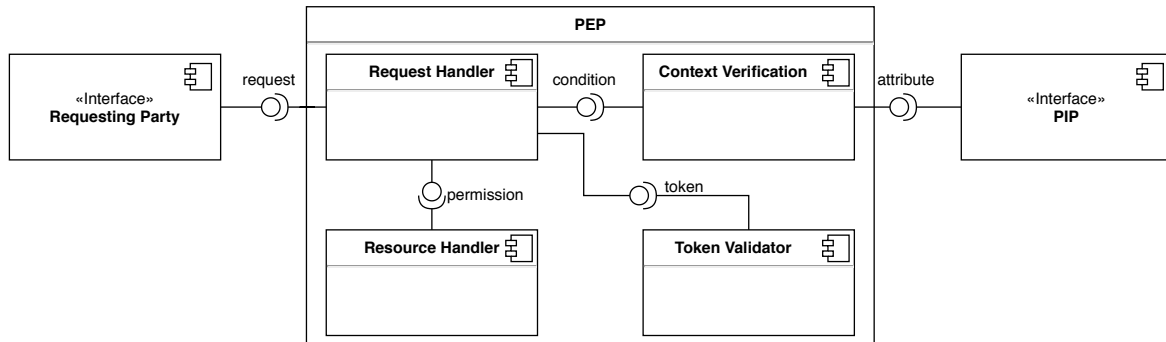 PEP
request
Request Handler
condition
Context Verification
attribute
«Interface»
Requesting Party
«Interface»
PIP
permission
token
Resource Handler
Token Validator